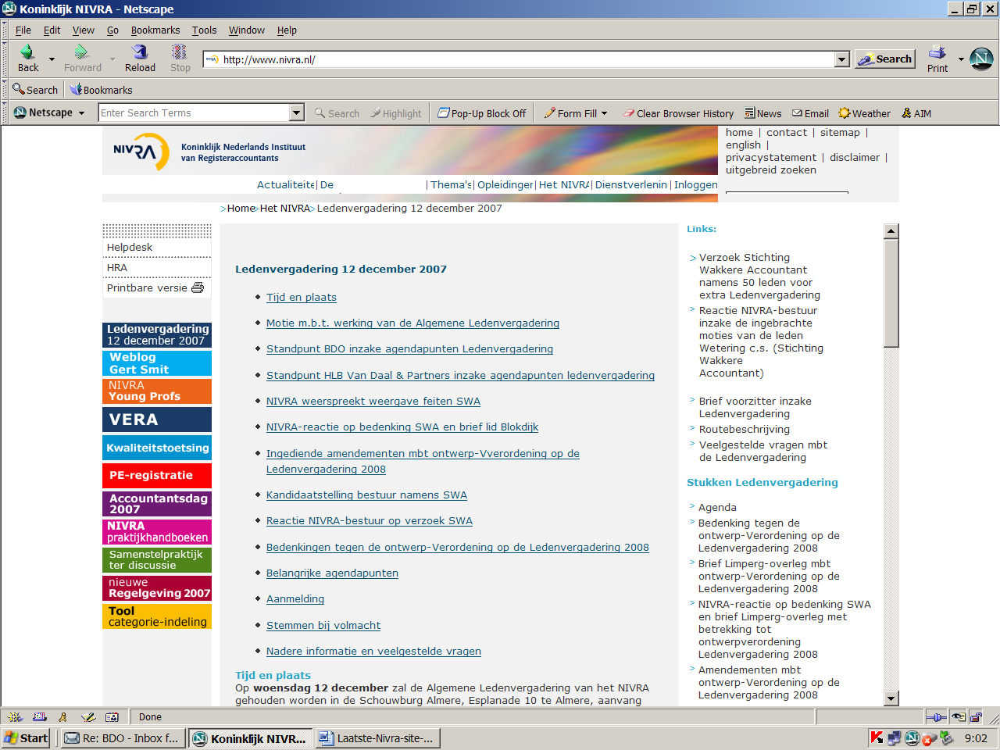 Koninklijk NIVRA - Netscape
File Edit View Go Bookmarks Tools Window Help
Back Forward Reload Stop http://www.nivra.nl/ Search Print
Search Bookmarks
Netscape Enter Search Terms Search Highlight Pop-Up Block Off Form Fill Clear Browser History News Email Weather AIM
NIVRA Koninklijk Nederlands Instituut
van Registeraccountants
home | contact | sitemap |
english |
privacystatement | disclaimer |
uitgebreid zoeken
Actualiteite | De | Thema's | Opleidinger | Het NIVRA | Dienstverlenin | Inloggen
>Home>Het NIVRA>Ledenvergadering 12 december 2007
Helpdesk
HRA
Printbare versie
Ledenvergadering
12 december 2007
Weblog
Gert Smit
NIVRA
Young Profs
VERA
Kwaliteitstoetsing
PE-registratie
Accountantsdag
2007
NIVRA
praktijkhandboeken
Samenstelpraktijk
ter discussie
nieuwe
Regelgeving 2007
Tool
categorie-indeling
Ledenvergadering 12 december 2007
Tijd en plaats
Motie m.b.t. werking van de Algemene Ledenvergadering
Standpunt BDO inzake agendapunten Ledenvergadering
Standpunt HLB Van Daal & Partners inzake agendapunten ledenvergadering
NIVRA weerspreekt weergave feiten SWA
NIVRA-reactie op bedenking SWA en brief lid Blokdijk
Ingediende amendementen mbt ontwerp-Vverordening op de
Ledenvergadering 2008
Kandidaatstelling bestuur namens SWA
Reactie NIVRA-bestuur op verzoek SWA
Bedenkingen tegen de ontwerp-Verordening op de Ledenvergadering 2008
Belangrijke agendapunten
Aanmelding
Stemmen bij volmacht
Nadere informatie en veelgestelde vragen
Tijd en plaats
Op woensdag 12 december zal de Algemene Ledenvergadering van het NIVRA
gehouden worden in de Schouwburg Almere, Esplanade 10 te Almere, aanvang
Links:
> Verzoek Stichting
Wakkere Accountant
namens 50 leden voor
extra Ledenvergadering
> Reactie NIVRA-bestuur
inzake de ingebrachte
moties van de leden
Wetering c.s. (Stichting
Wakkere
Accountant)
> Brief voorzitter inzake
Ledenvergadering
> Routebeschrijving
> Veelgestelde vragen mbt
de Ledenvergadering
Stukken Ledenvergadering
> Agenda
> Bedenking tegen de
ontwerp-Verordening op de
Ledenvergadering 2008
> Brief Limperg-overleg mbt
ontwerp-Verordening op de
Ledenvergadering 2008
> NIVRA-reactie op bedenking SWA
en brief Limperg-overleg met
betrekking tot
ontwerpverordening
Ledenvergadering 2008
> Amendementen mbt
ontwerp-Verordening op de
Ledenvergadering 2008
Done
Start Re: BDO - Inbox f... Koninklijk NIVR... Laatste-Nivra-site-... 9:02